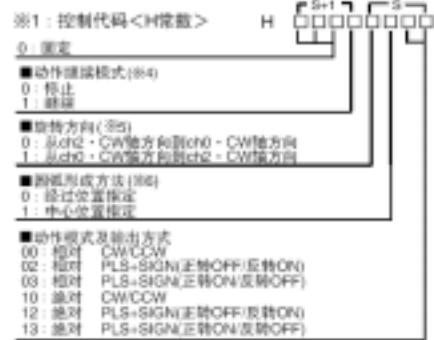 S+1 S
※1：控制代码<H常数> H □□□□□□□□
0：固定
■动作继续模式(※4)
0：停止
1：继续
■旋转方向(※5)
0：从ch2・CW轴方向到ch0・CW轴方向
1：从ch0・CW轴方向到ch2・CW轴方向
■圆弧形成方法(※6)
0：经过位置指定
1：中心位置指定
■动作模式及输出方式
00：相对 CW/CCW
02：相对 PLS+SIGN(正转OFF/反转ON)
03：相对 PLS+SIGN(正转ON/反转OFF)
10：絶对 CW/CCW
12：絶对 PLS+SIGN(正转OFF/反转ON)
13：絶对 PLS+SIGN(正转ON/反转OFF)